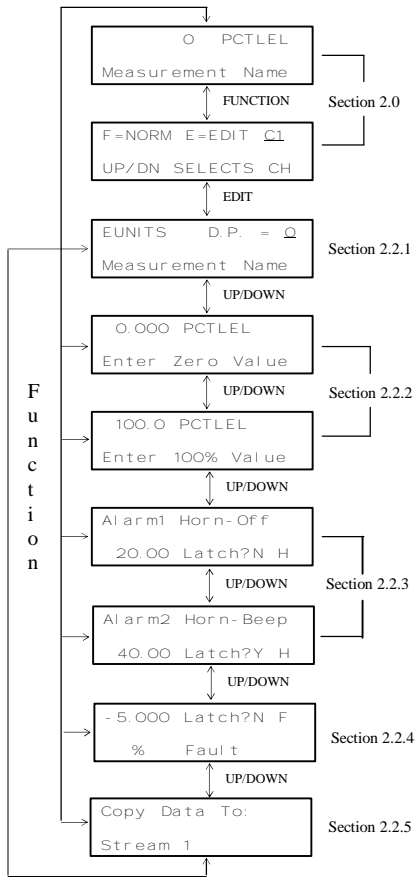 0 PCTLEL
Measurement Name
FUNCTION
Section 2.0
F=NORM E=EDIT C1
UP/DN SELECTS CH
EDIT
EUNITS D.P. = 0
Measurement Name
Section 2.2.1
UP/DOWN
0.000 PCTLEL
Enter Zero Value
UP/DOWN
Section 2.2.2
100.0 PCTLEL
Enter 100% Value
UP/DOWN
Alarm1 Horn-Off
20.00 Latch?N H
UP/DOWN
Section 2.2.3
Alarm2 Horn-Beep
40.00 Latch?Y H
UP/DOWN
-5.000 Latch?N F
% Fault
Section 2.2.4
UP/DOWN
Copy Data To:
Stream 1
Section 2.2.5
Function